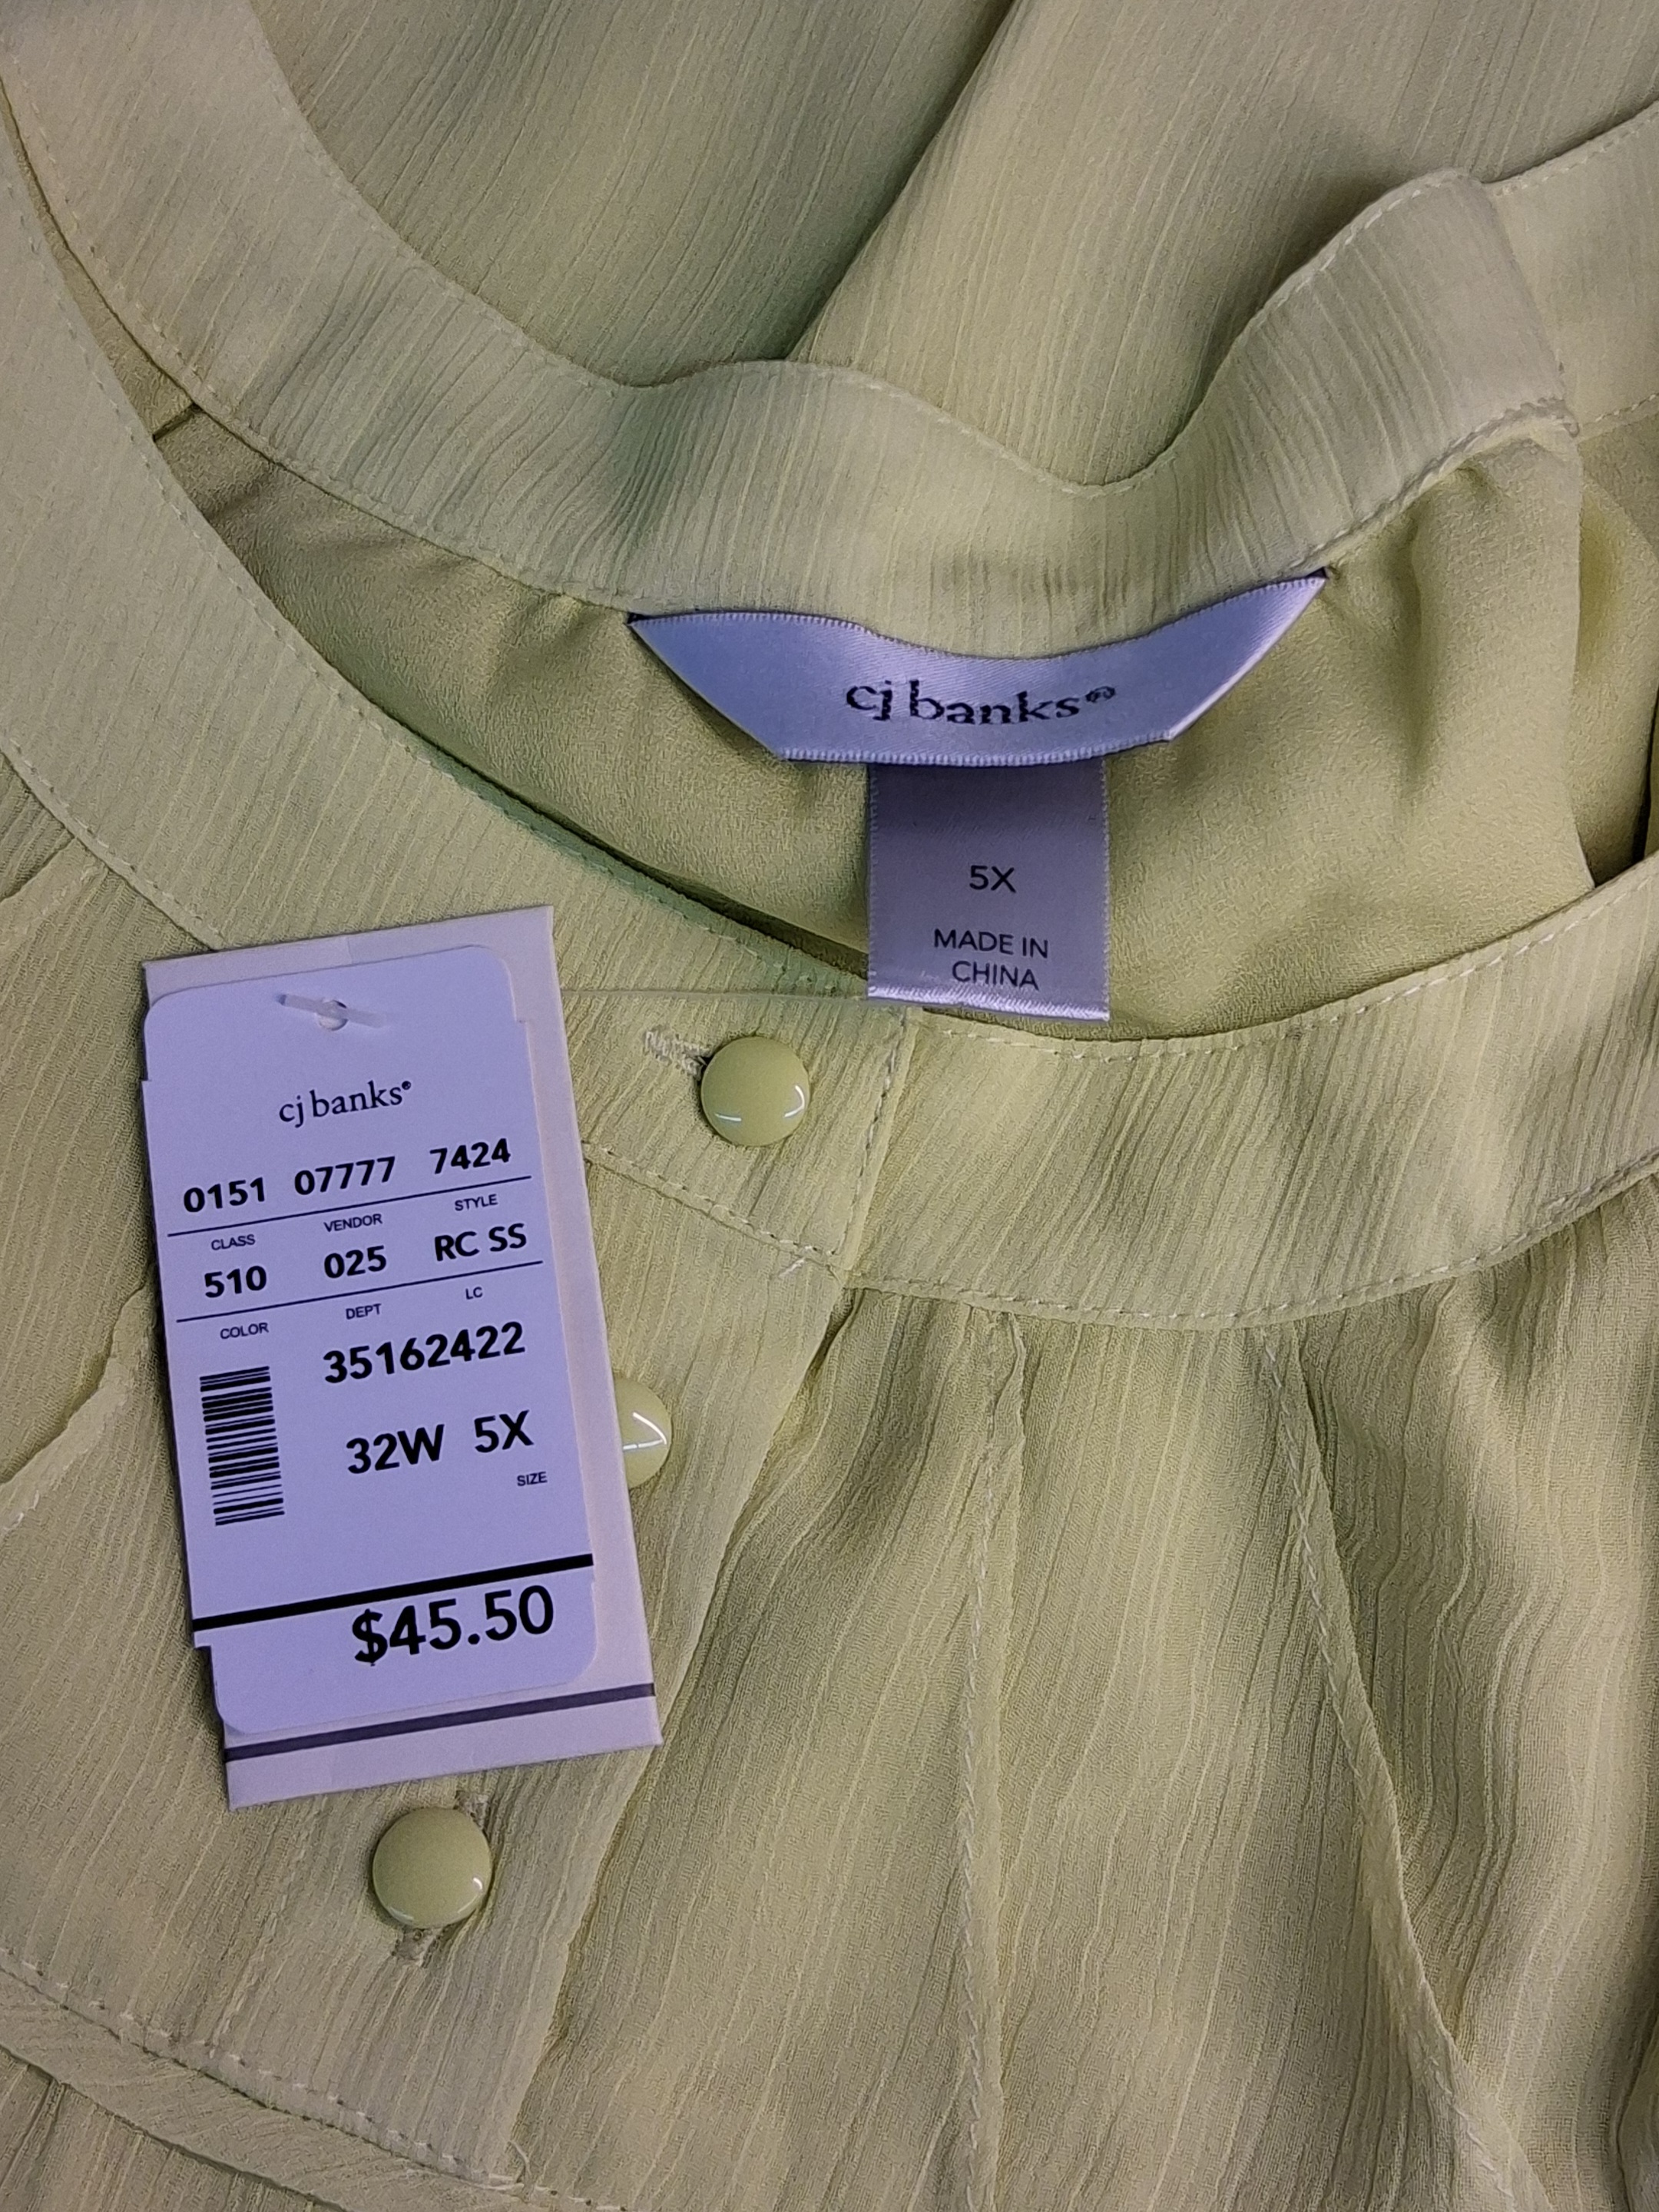 cj banks®
5X
MADE IN
CHINA
cj banks®
0151 07777 7424
CLASS VENDOR STYLE
510 025 RC SS
COLOR DEPT LC
35162422
32W 5X
SIZE
$45.50